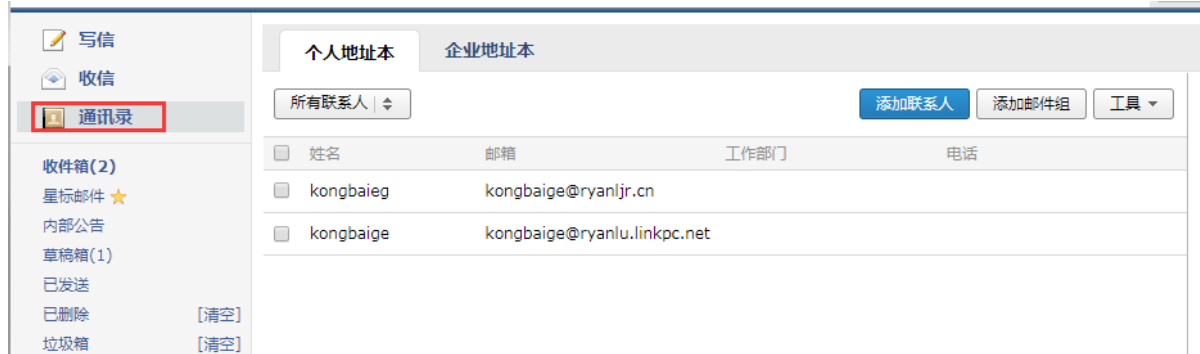 写信
收信
通讯录
收件箱(2)
星标邮件
内部公告
草稿箱(1)
已发送
已删除 [清空]
垃圾箱 [清空]
个人地址本 企业地址本
所有联系人 添加联系人 添加邮件组 工具
姓名 邮箱 工作部门 电话
kongbaieg kongbaige@ryanljr.cn
kongbaige kongbaige@ryanlu.linkpc.net